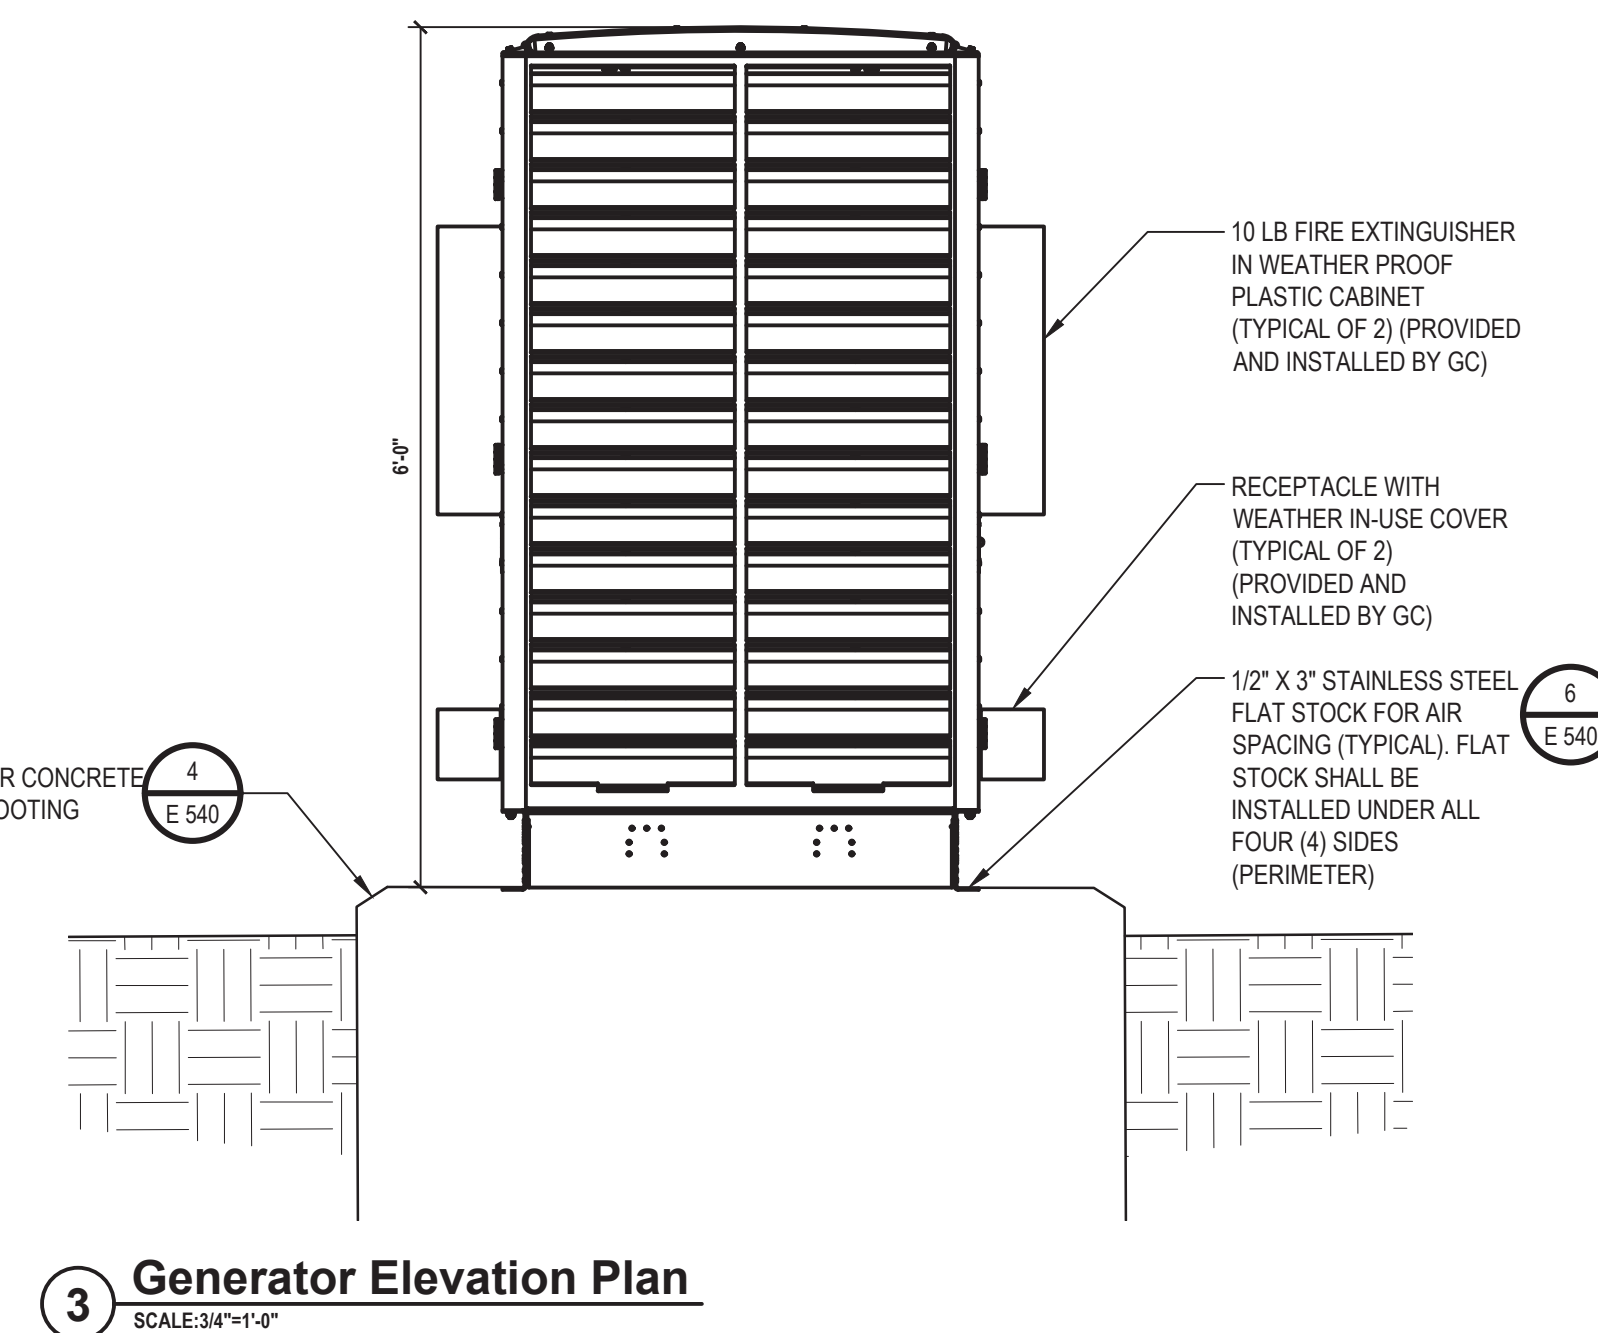 10 LB FIRE EXTINGUISHER
IN WEATHER PROOF
PLASTIC CABINET
(TYPICAL OF 2) (PROVIDED
AND INSTALLED BY GC)
6'-0"
RECEPTACLE WITH
WEATHER IN-USE COVER
(TYPICAL OF 2)
(PROVIDED AND
INSTALLED BY GC)
1/2" X 3" STAINLESS STEEL
FLAT STOCK FOR AIR
SPACING (TYPICAL). FLAT
STOCK SHALL BE
INSTALLED UNDER ALL
FOUR (4) SIDES
(PERIMETER)
6
E 540
R CONCRETE
OOTING
4
E 540
3
Generator Elevation Plan
SCALE:3/4"=1'-0"